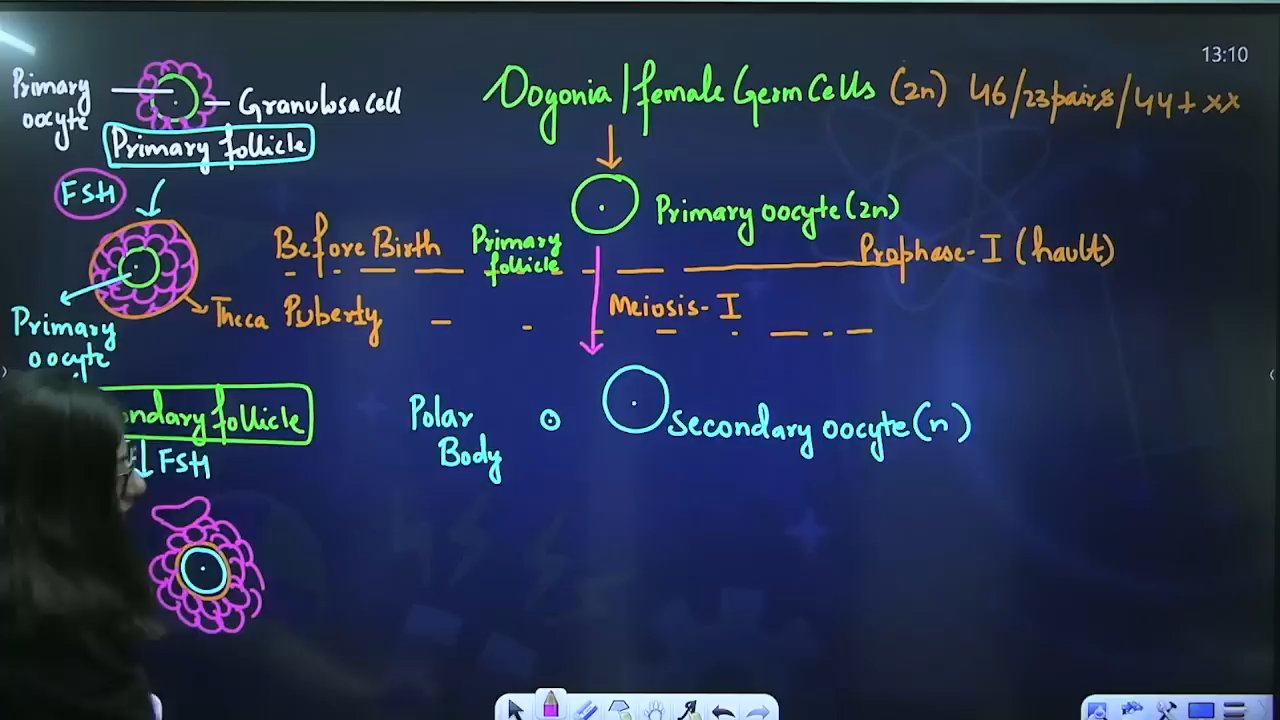 13:10
Primary
oocyte
Granulosa cell
Primary follicle
FSH
Primary
oocyte
Theca
ondary follicle
FSH
Oogonia/female Germ Cells (2n) 46/23 pairs/44+xx
Primary oocyte (2n)
Before Birth
Primary
follicle
Prophase-I (hault)
Puberty
Meiosis-I
Polar
Body
Secondary oocyte (n)